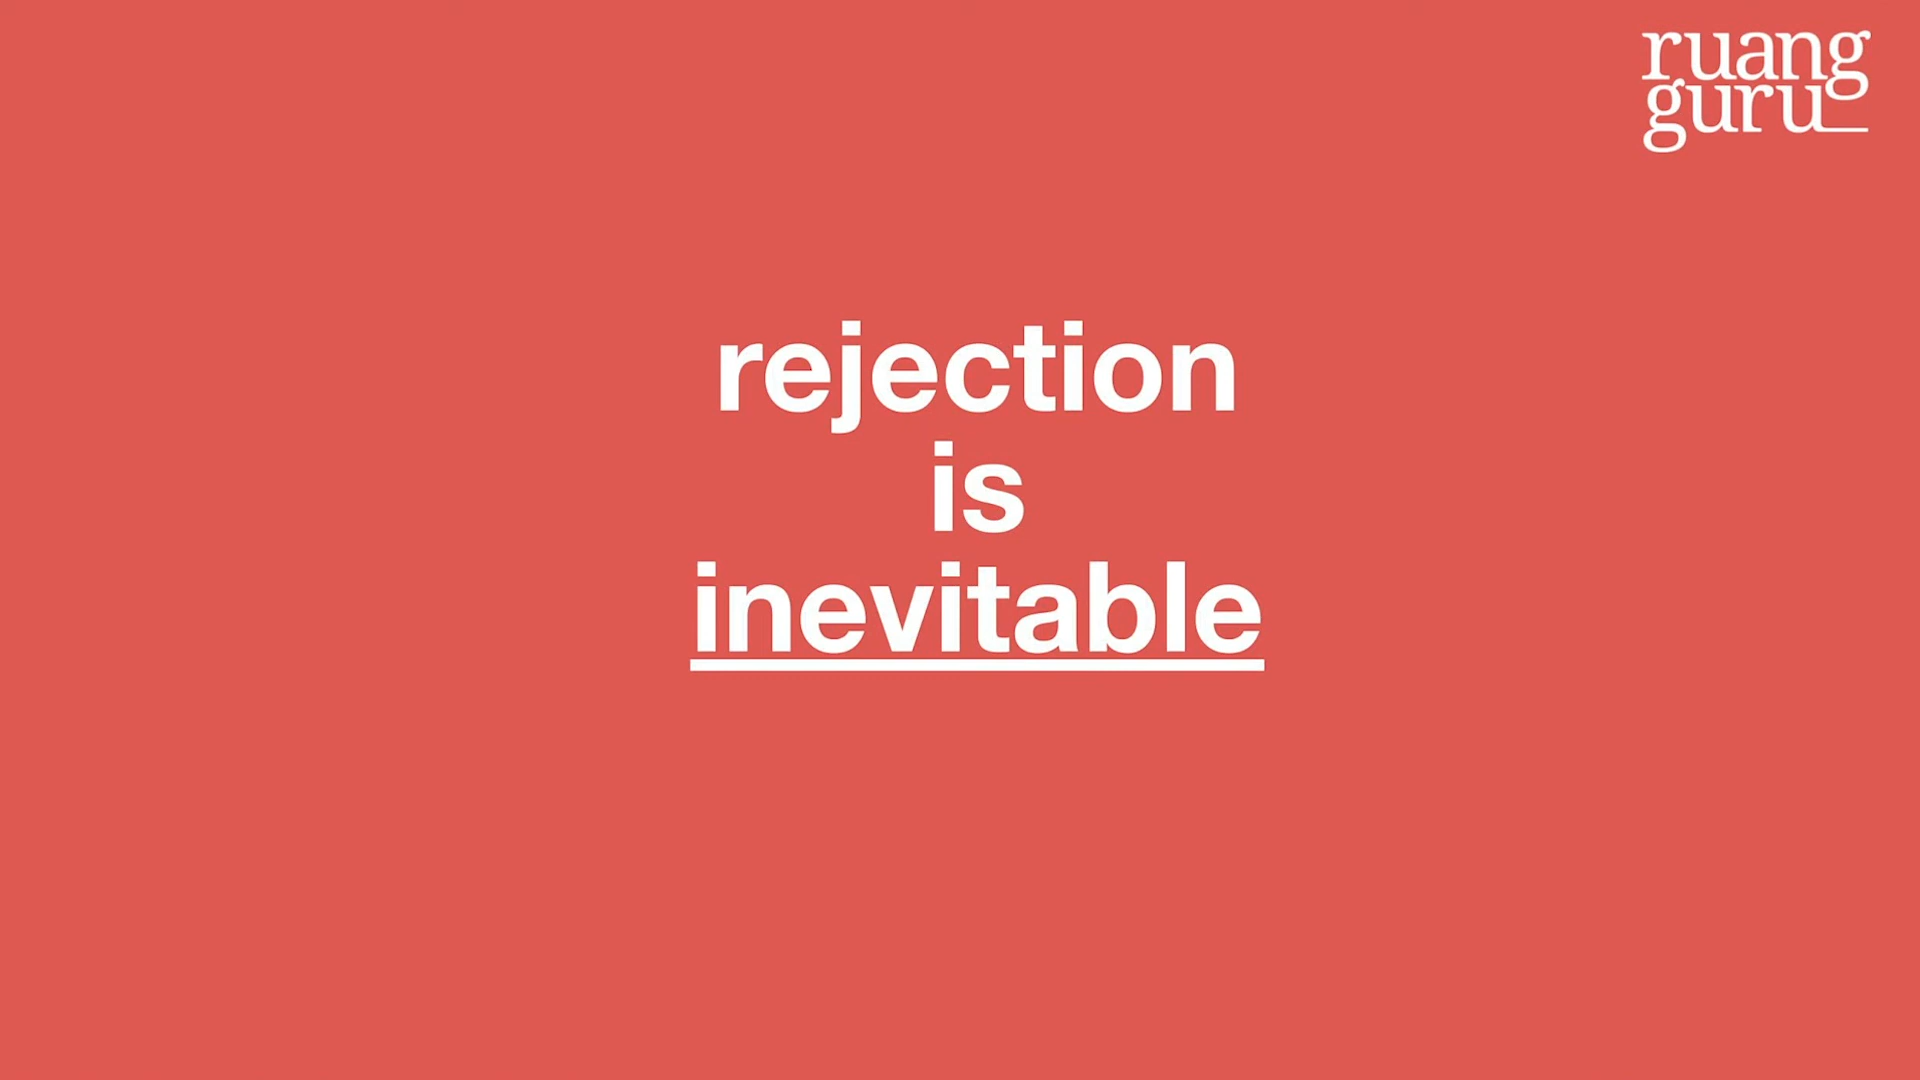 ruang
guru
rejection
is
inevitable